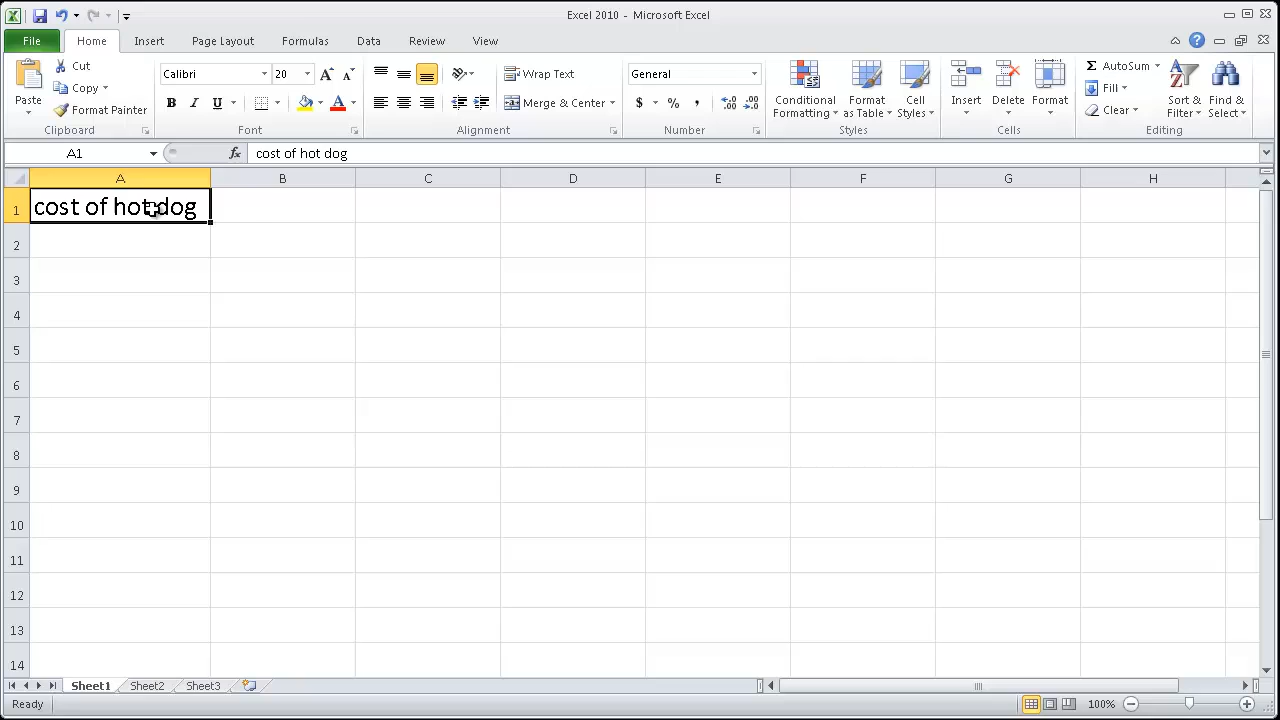 Excel 2010 - Microsoft Excel
File Home Insert Page Layout Formulas Data Review View
Cut
Copy
Format Painter
Paste
Clipboard
Calibri 20
B I U
Font
Wrap Text
Merge & Center
Alignment
General
$ % ,
Number
Conditional Formatting
Format as Table
Cell Styles
Styles
Insert Delete Format
Cells
AutoSum
Fill
Clear
Sort & Filter
Find & Select
Editing
A1 fx cost of hot dog
A B C D E F G H
1 cost of hot dog
2
3
4
5
6
7
8
9
10
11
12
13
14
Sheet1 Sheet2 Sheet3
Ready 100%